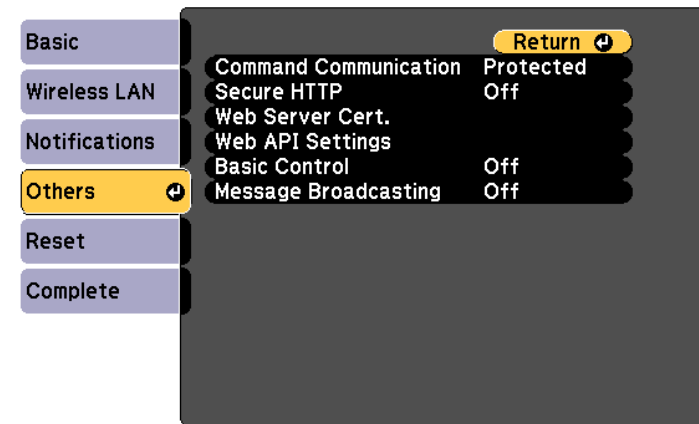 Basic
Wireless LAN
Notifications
Others
Reset
Complete
Return
Command Communication Protected
Secure HTTP Off
Web Server Cert.
Web API Settings
Basic Control Off
Message Broadcasting Off